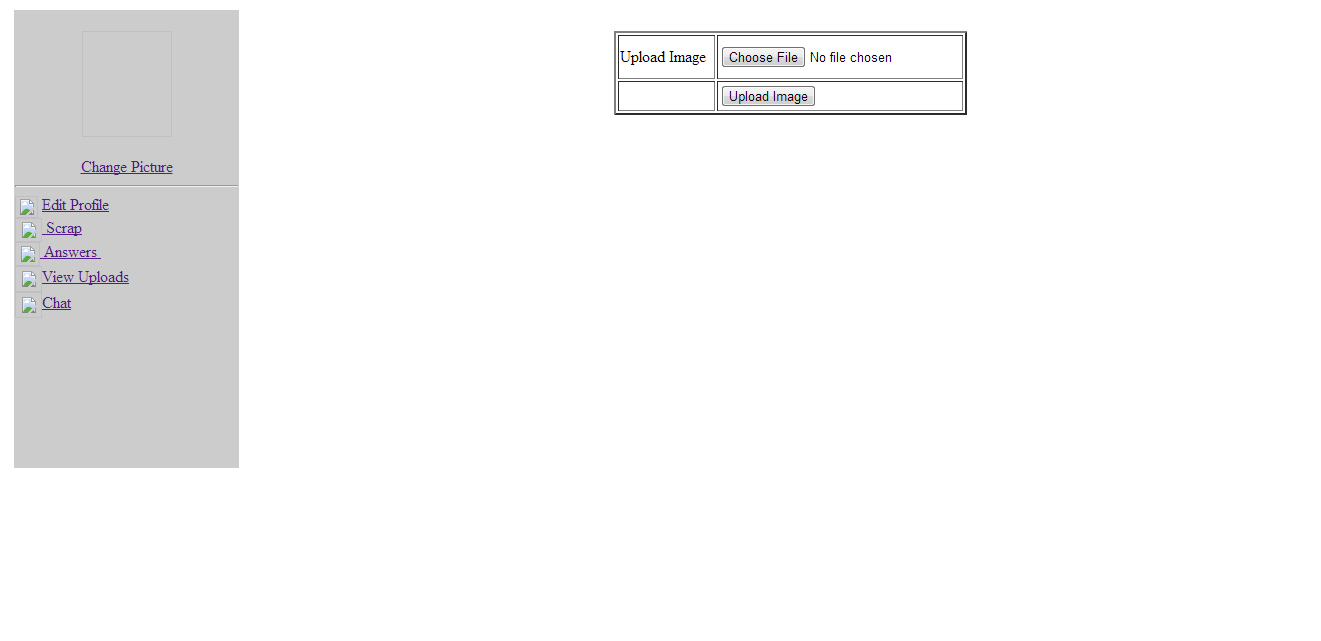 Change Picture
Edit Profile
Scrap
Answers
View Uploads
Chat
Upload Image Choose File No file chosen
Upload Image